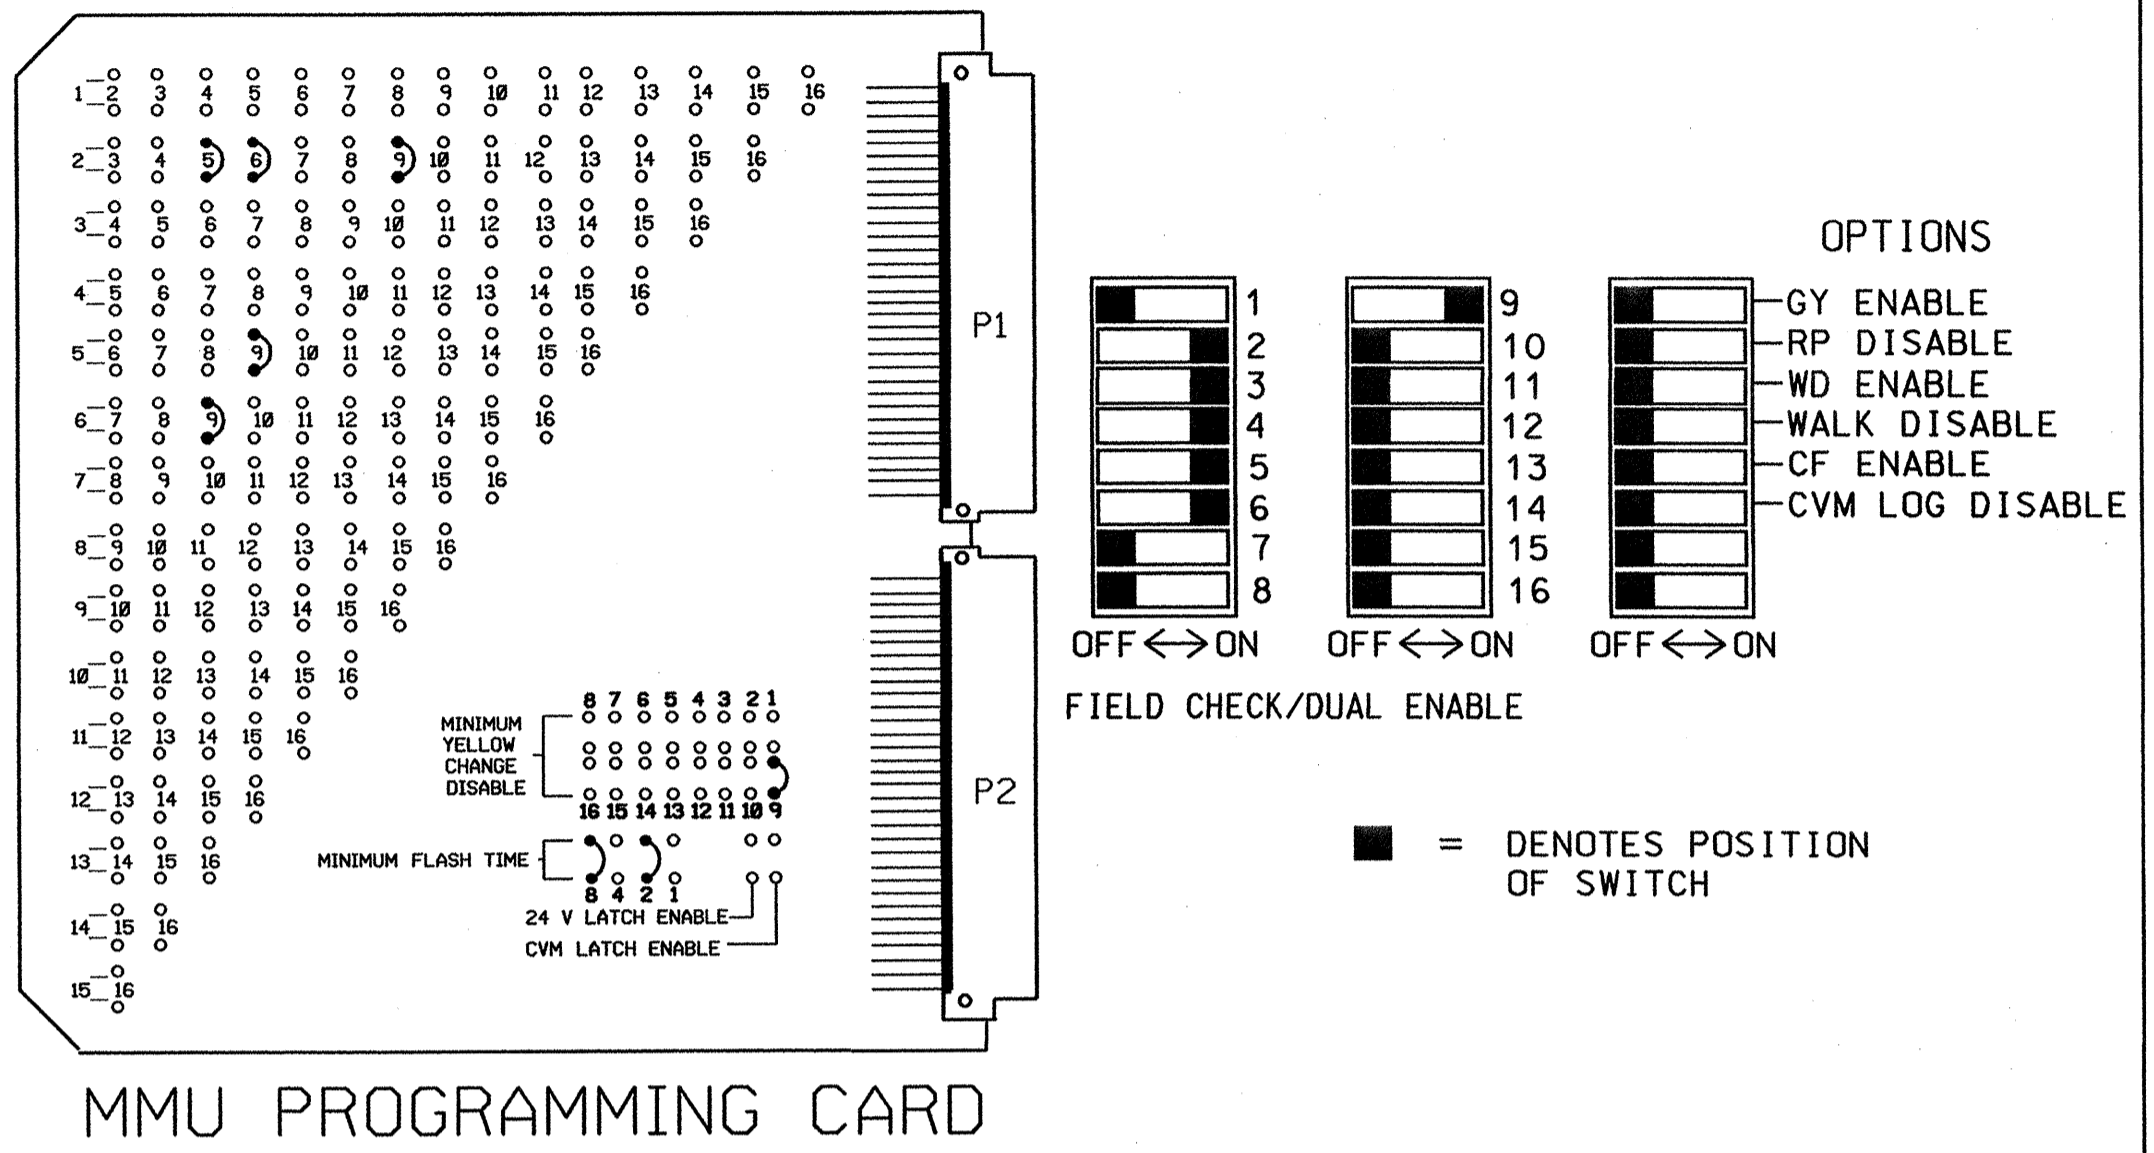 1 2 3 4 5 6 7 8 9 10 11 12 13 14 15 16
2 3 4 5 6 7 8 9 10 11 12 13 14 15 16
3 4 5 6 7 8 9 10 11 12 13 14 15 16
4 5 6 7 8 9 10 11 12 13 14 15 16
5 6 7 8 9 10 11 12 13 14 15 16
6 7 8 9 10 11 12 13 14 15 16
7 8 9 10 11 12 13 14 15 16
8 9 10 11 12 13 14 15 16
9 10 11 12 13 14 15 16
10 11 12 13 14 15 16
11 12 13 14 15 16
12 13 14 15 16
13 14 15 16
14 15 16
15 16
8 7 6 5 4 3 2 1
MINIMUM
YELLOW
CHANGE
DISABLE
16 15 14 13 12 11 10 9
MINIMUM FLASH TIME
8 4 2 1
24 V LATCH ENABLE
CVM LATCH ENABLE
P1
P2
MMU PROGRAMMING CARD
1
2
3
4
5
6
7
8
OFF <-> ON
9
10
11
12
13
14
15
16
OFF <-> ON
FIELD CHECK/DUAL ENABLE
OPTIONS
GY ENABLE
RP DISABLE
WD ENABLE
WALK DISABLE
CF ENABLE
CVM LOG DISABLE
OFF <-> ON
= DENOTES POSITION
OF SWITCH